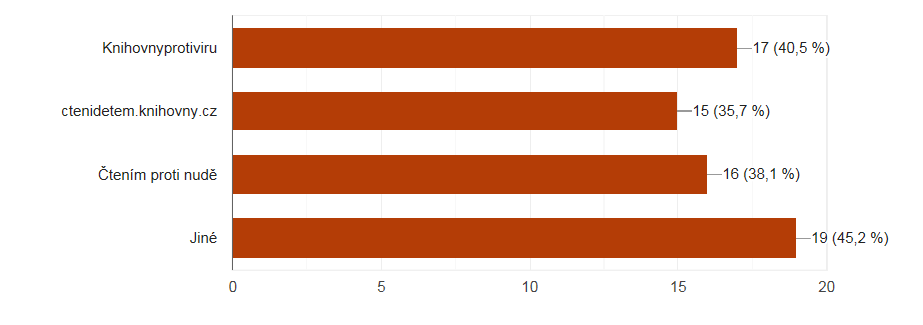 Knihovnyprotiviru 17 (40,5 %)
ctenidetem.knihovny.cz 15 (35,7 %)
Čtením proti nudě 16 (38,1 %)
Jiné 19 (45,2 %)
0 5 10 15 20